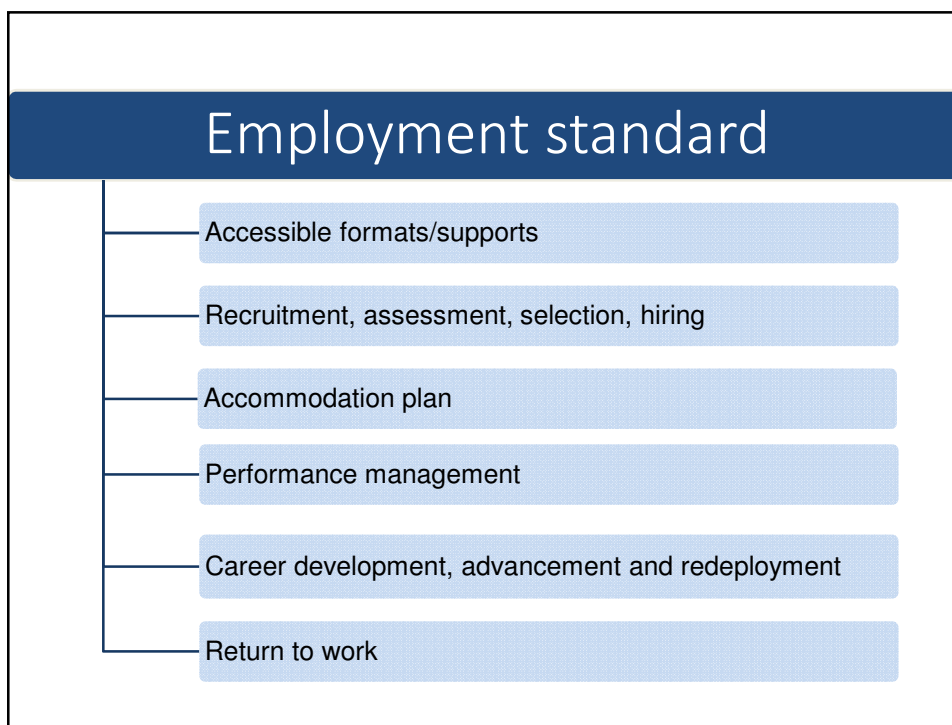 Employment standard
Accessible formats/supports
Recruitment, assessment, selection, hiring
Accommodation plan
Performance management
Career development, advancement and redeployment
Return to work